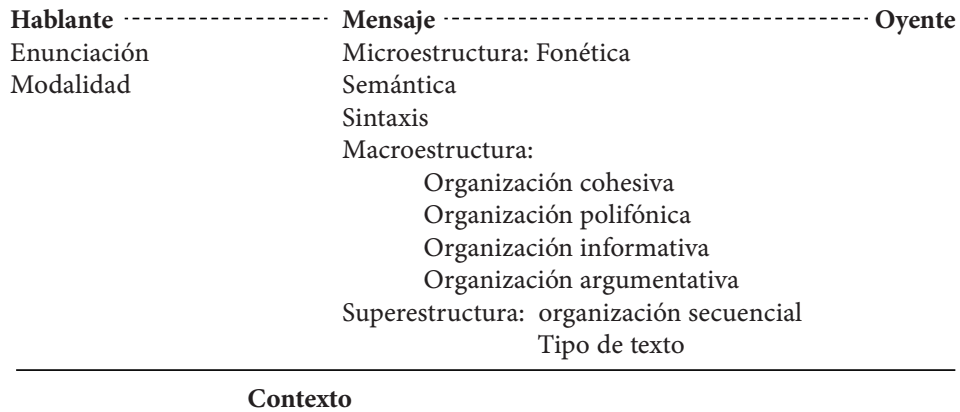 Hablante Mensaje Oyente
Enunciación Microestructura: Fonética
Modalidad Semántica
Sintaxis
Macroestructura:
Organización cohesiva
Organización polifónica
Organización informativa
Organización argumentativa
Superestructura: organización secuencial
Tipo de texto
Contexto